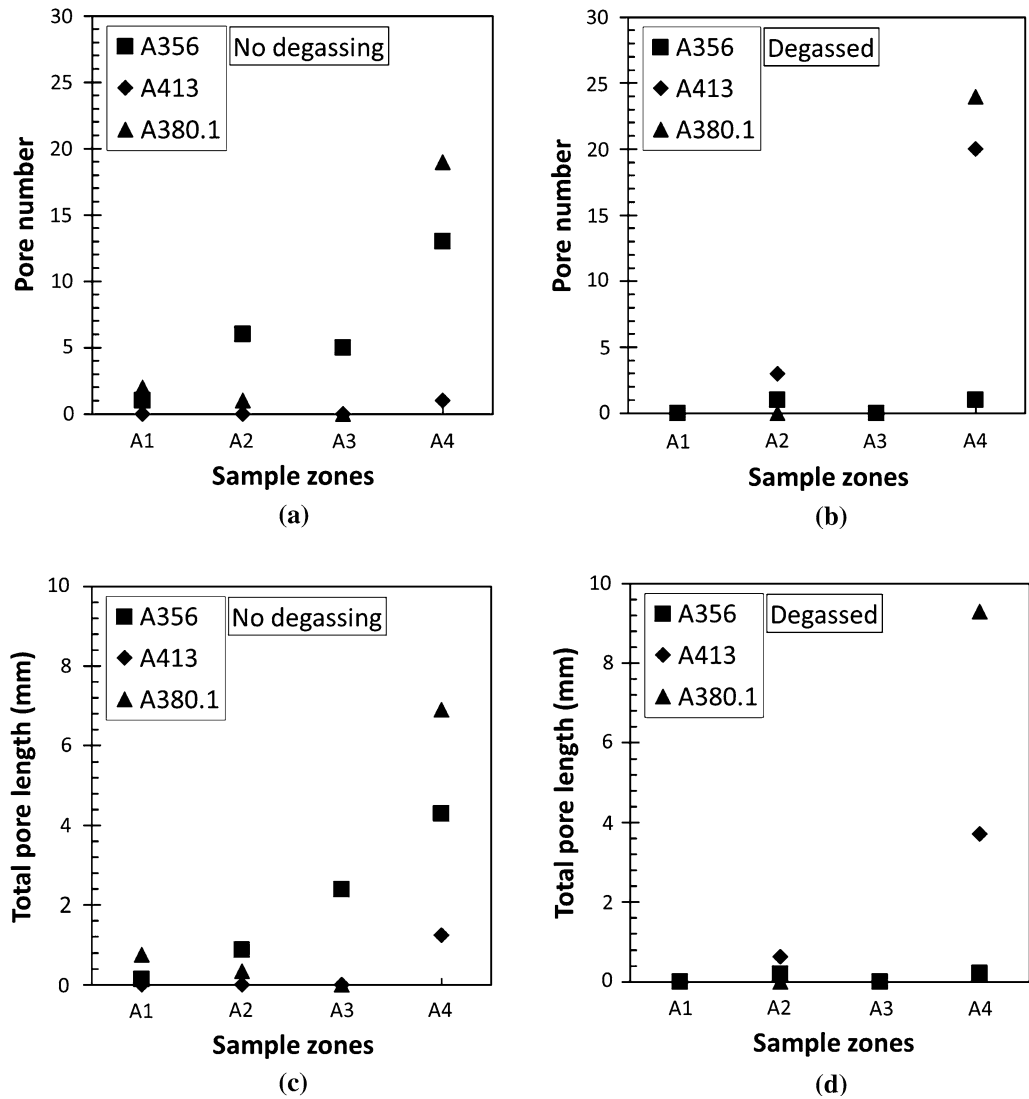 30
25
20
15
10
5
0
Pore number
A356
A413
A380.1
No degassing
A1 A2 A3 A4
Sample zones
(a)
30
25
20
15
10
5
0
Pore number
A356
A413
A380.1
Degassed
A1 A2 A3 A4
Sample zones
(b)
10
8
6
4
2
0
Total pore length (mm)
A356
A413
A380.1
No degassing
A1 A2 A3 A4
Sample zones
(c)
10
8
6
4
2
0
Total pore length (mm)
A356
A413
A380.1
Degassed
A1 A2 A3 A4
Sample zones
(d)